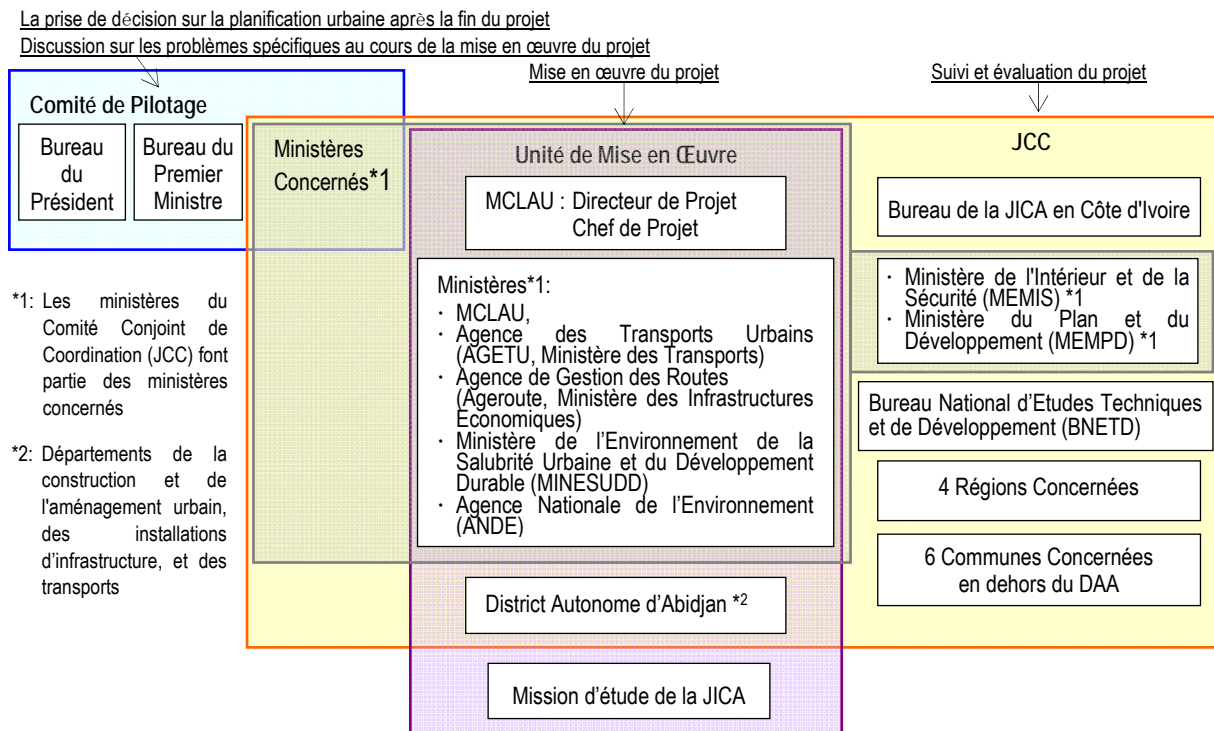 La prise de décision sur la planification urbaine après la fin du projet
Discussion sur les problèmes spécifiques au cours de la mise en œuvre du projet
Mise en œuvre du projet
Suivi et évaluation du projet
Comité de Pilotage
Bureau
du
Président
Bureau du
Premier
Ministre
Ministères
Concernés*1
Unité de Mise en Œuvre
MCLAU : Directeur de Projet
Chef de Projet
Ministères*1:
· MCLAU,
· Agence des Transports Urbains
(AGETU, Ministère des Transports)
· Agence de Gestion des Routes
(Ageroute, Ministère des Infrastructures
Economiques)
· Ministère de l'Environnement de la
Salubrité Urbaine et du Développement
Durable (MINESUDD)
· Agence Nationale de l'Environnement
(ANDE)
District Autonome d'Abidjan *2
Mission d'étude de la JICA
JCC
Bureau de la JICA en Côte d'Ivoire
· Ministère de l'Intérieur et de la
Sécurité (MEMIS) *1
· Ministère du Plan et du
Développement (MEMPD) *1
Bureau National d'Etudes Techniques
et de Développement (BNETD)
4 Régions Concernées
6 Communes Concernées
en dehors du DAA
*1: Les ministères du
Comité Conjoint de
Coordination (JCC) font
partie des ministères
concernés
*2: Départements de la
construction et de
l'aménagement urbain,
des installations
d'infrastructure, et des
transports